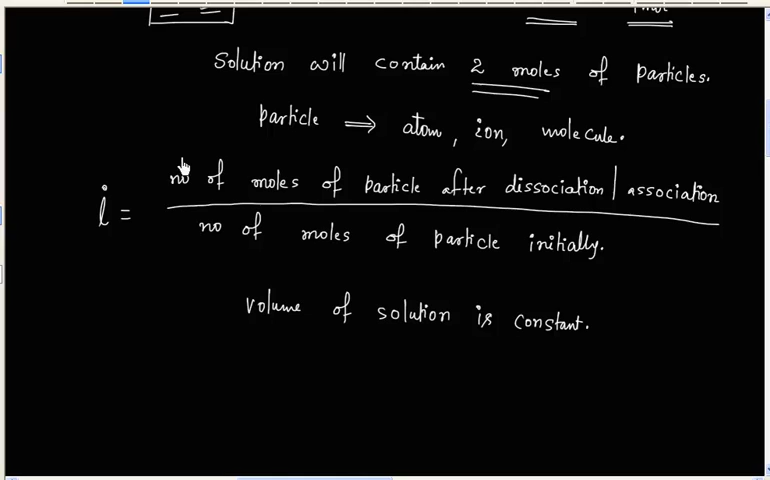 Solution will contain 2 moles of particles.
particle ⟹ atom, ion, molecule.
i = no of moles of particle after dissociation | association
no of moles of particle initially.
volume of solution is constant.